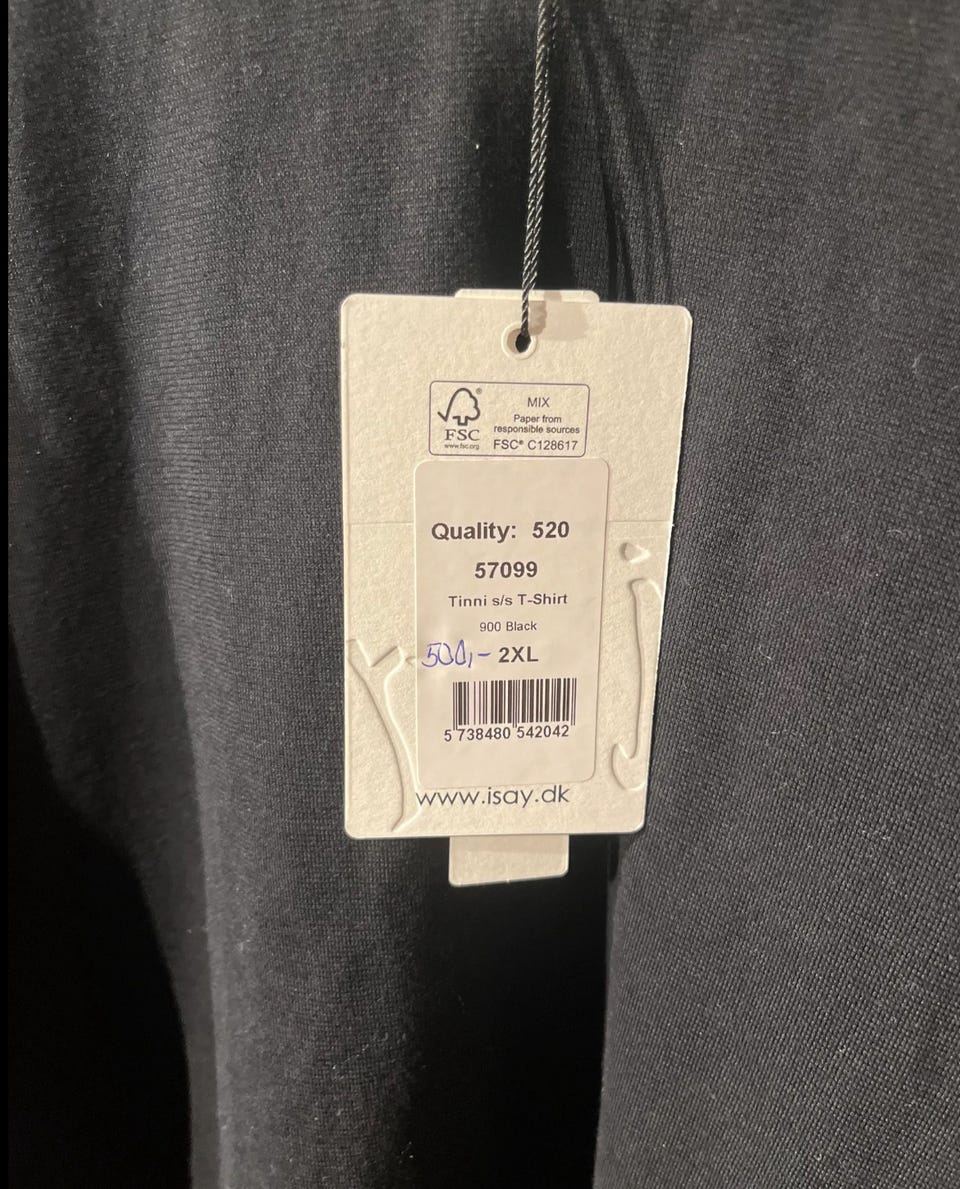 MIX
Paper from
responsible sources
FSC® C128617
FSC
www.fsc.org
Quality: 520
57099
Tinni s/s T-Shirt
900 Black
500,- 2XL
5 738480 542042
www.isay.dk